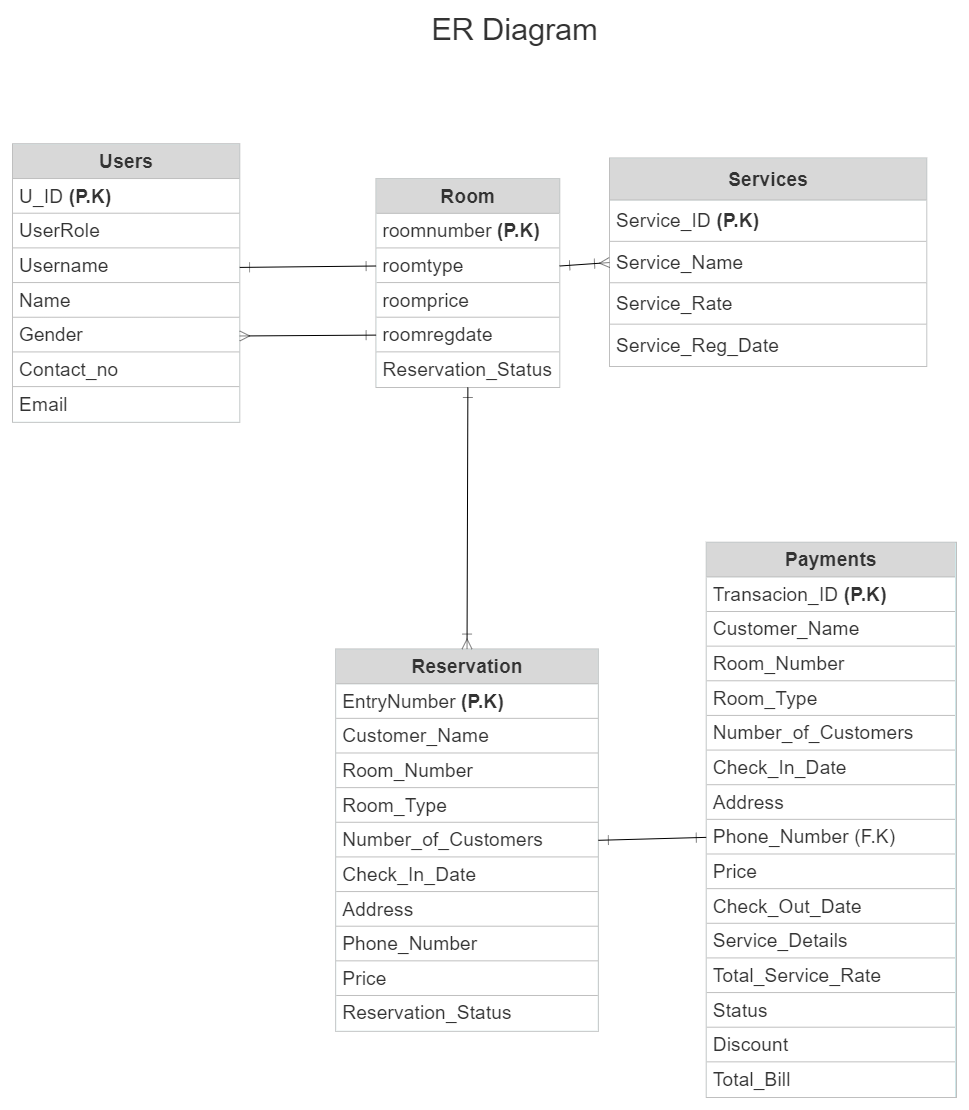 ER Diagram
Users
U_ID (P.K)
UserRole
Username
Name
Gender
Contact_no
Email
Room
roomnumber (P.K)
roomtype
roomprice
roomregdate
Reservation_Status
Services
Service_ID (P.K)
Service_Name
Service_Rate
Service_Reg_Date
Reservation
EntryNumber (P.K)
Customer_Name
Room_Number
Room_Type
Number_of_Customers
Check_In_Date
Address
Phone_Number
Price
Reservation_Status
Payments
Transacion_ID (P.K)
Customer_Name
Room_Number
Room_Type
Number_of_Customers
Check_In_Date
Address
Phone_Number (F.K)
Price
Check_Out_Date
Service_Details
Total_Service_Rate
Status
Discount
Total_Bill